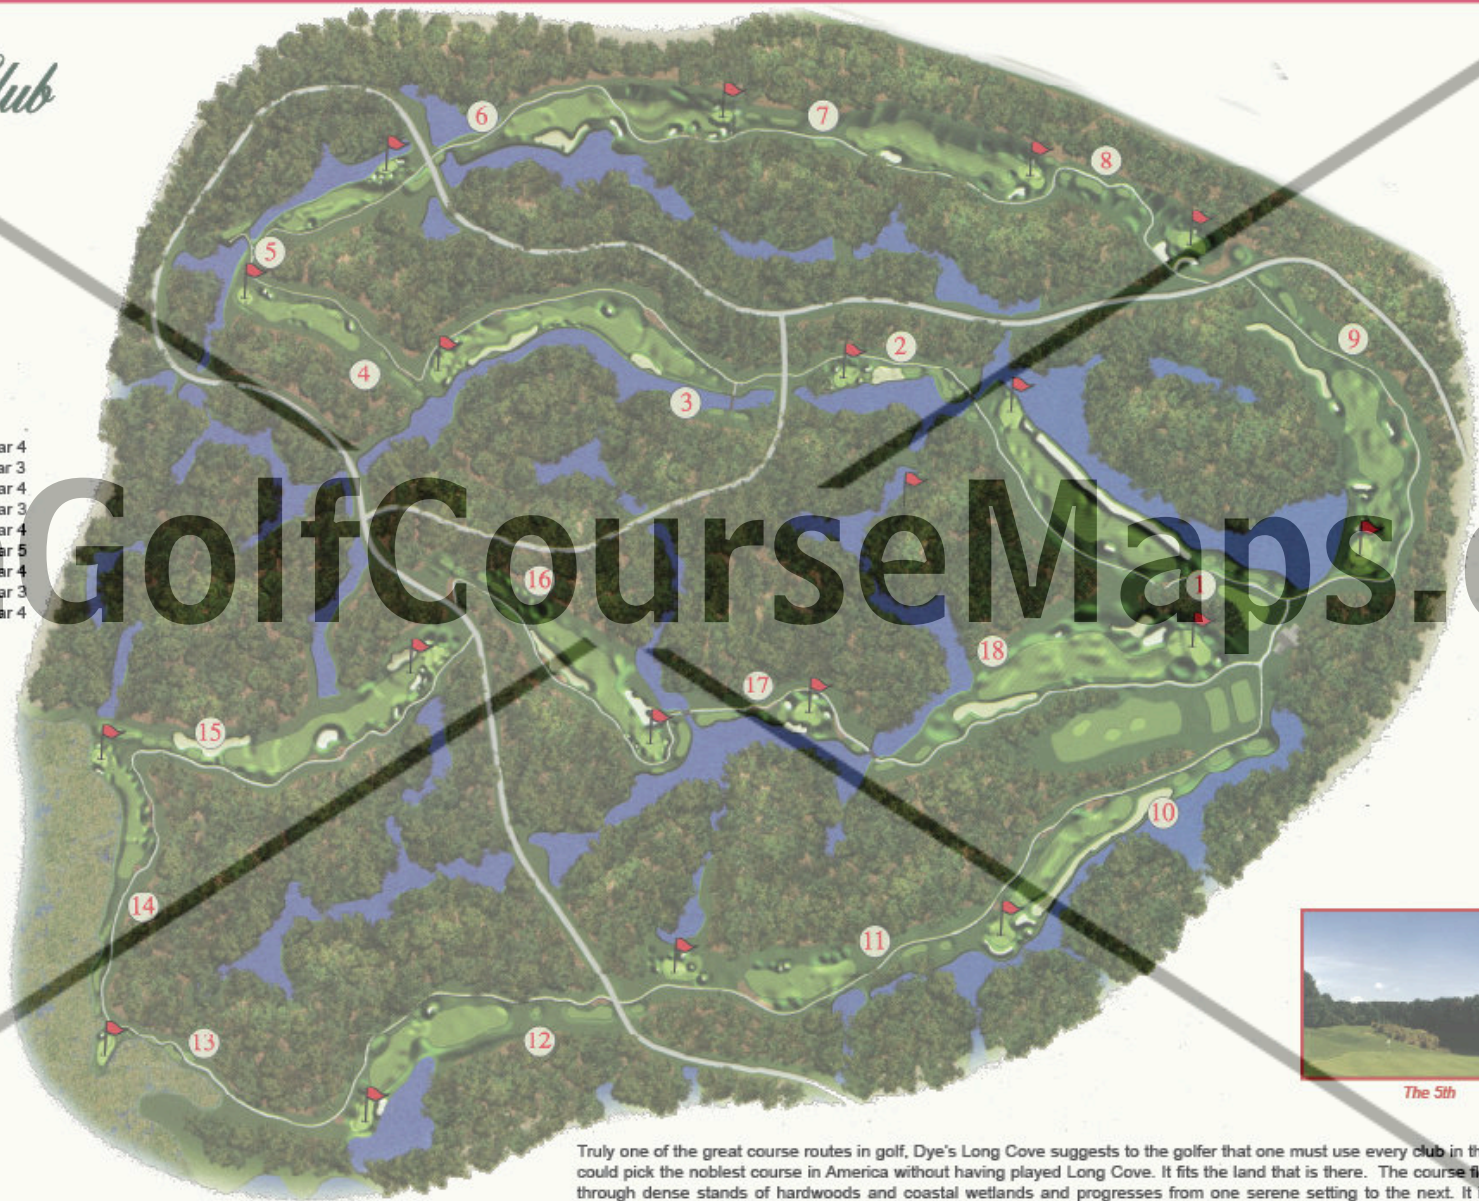 lub
6
7
8
5
9
2
4
3
ar 4
ar 3
ar 4
ar 3
ar 4
ar 5
ar 4
ar 3
ar 4
GolfCourseMaps.c
16
1
18
17
15
10
14
11
13
12
The 5th
Truly one of the great course routes in golf, Dye's Long Cove suggests to the golfer that one must use every club in th
could pick the noblest course in America without having played Long Cove. It fits the land that is there. The course fi
through dense stands of hardwoods and coastal wetlands and progresses from one serene setting to the next. It's